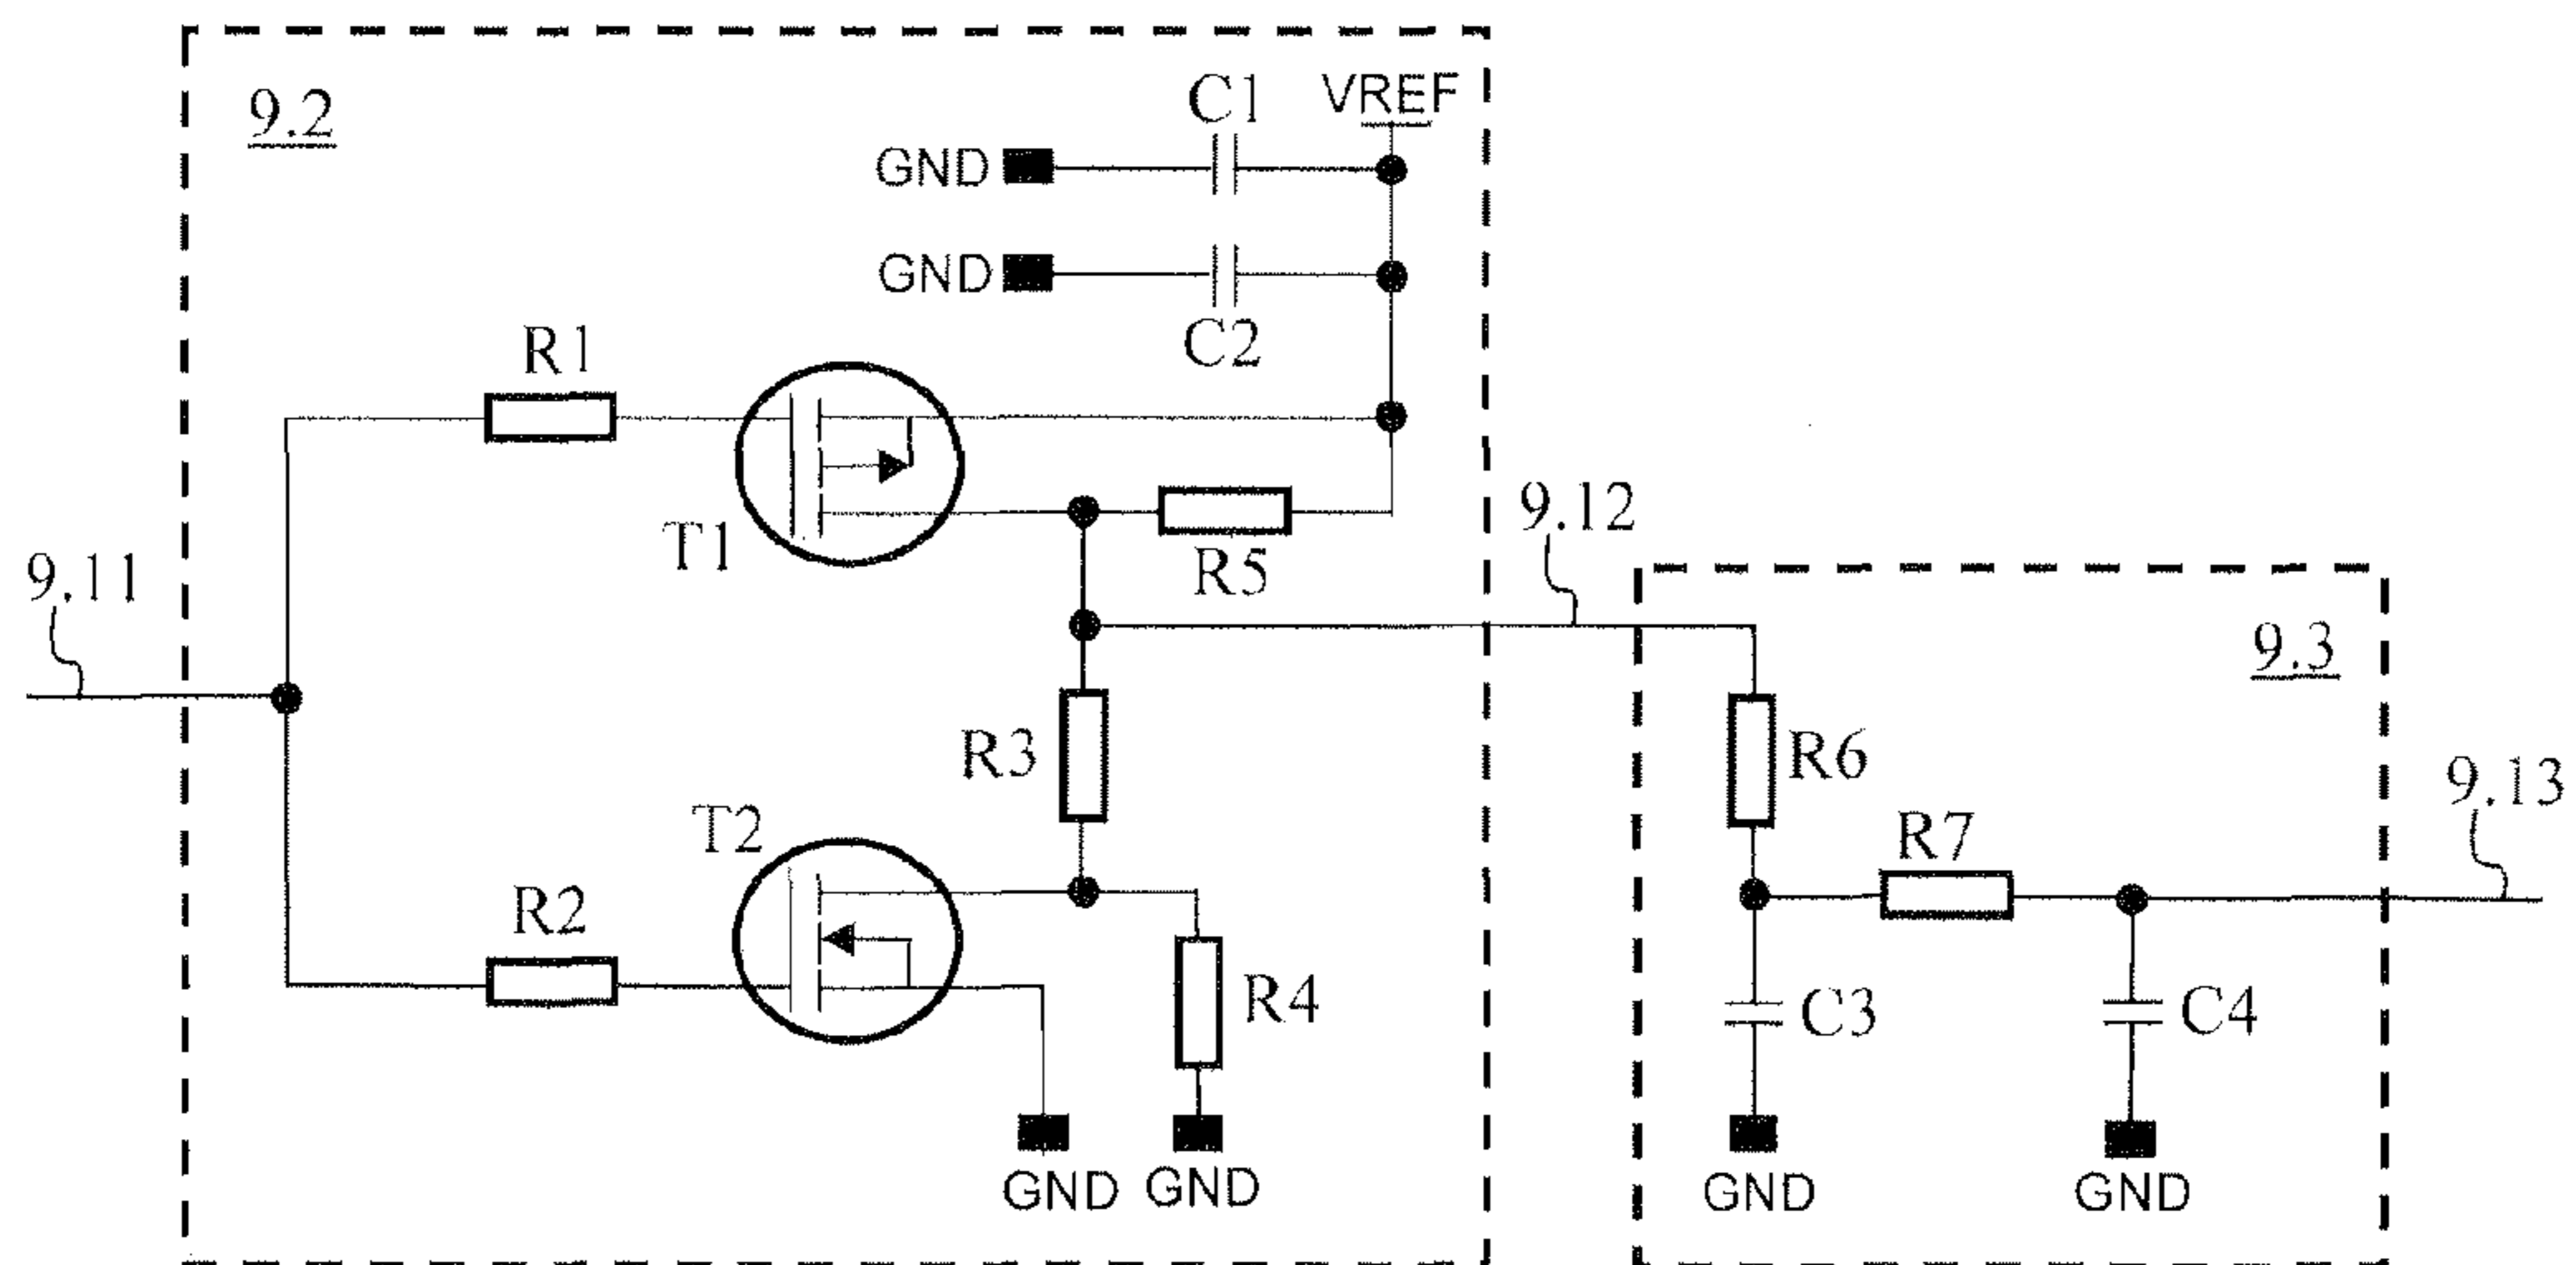 9.2
C1
VREF
GND
GND
C2
R1
T1
R5
9.12
9.11
9.3
R3
R6
9.13
T2
R7
R2
R4
C3
C4
GND
GND
GND
GND